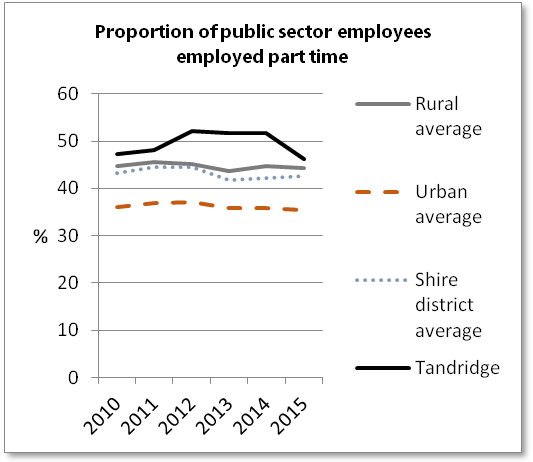 Proportion of public sector employees
employed part time
60
50
40
30
20
10
0
%
2010
2011
2012
2013
2014
2015
Rural
average
Urban
average
Shire
district
average
Tandridge